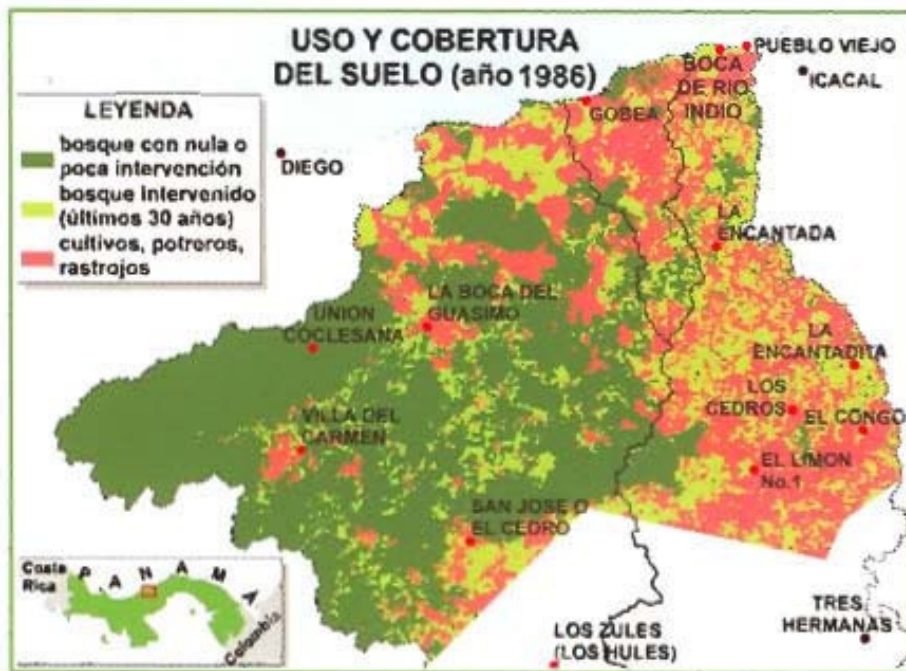 USO Y COBERTURA
DEL SUELO (año 1986)
LEYENDA
bosque con nula o
poca intervención
bosque Intervenido
(últimos 30 años)
cultivos, potreros,
rastrojos
DIEGO
PUEBLO VIEJO
BOCA
DE RIO
INDIO
ICACAL
GOBEA
LA
ENCANTADA
LA BOCA DEL
GUASIMO
UNION
COCLESANA
LA
ENCANTADITA
LOS
CEDROS
EL CONGO
VILLA DEL
CARMEN
EL LIMON
No.1
SAN JOSE O
EL CEDRO
Costa
Rica
PANAMA
Colombia
LOS ZULES
(LOS HULES)
TRES
HERMANAS